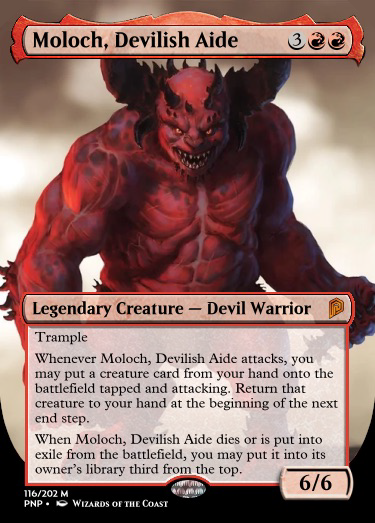 Moloch, Devilish Aide 3
Legendary Creature — Devil Warrior
Trample
Whenever Moloch, Devilish Aide attacks, you
may put a creature card from your hand onto the
battlefield tapped and attacking. Return that
creature to your hand at the beginning of the next
end step.
When Moloch, Devilish Aide dies or is put into
exile from the battlefield, you may put it into its
owner's library third from the top.
6/6
116/202 M
PNP • Wizards of the Coast